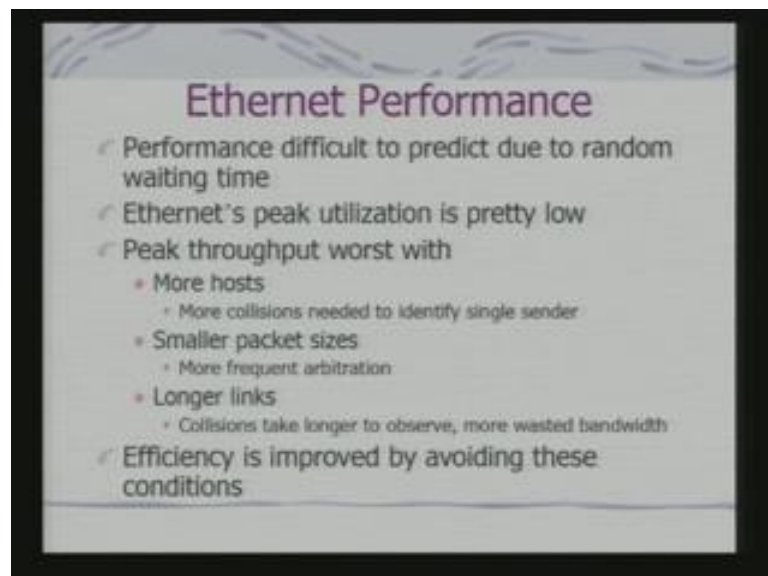 Ethernet Performance
Performance difficult to predict due to random
waiting time
Ethernet's peak utilization is pretty low
Peak throughput worst with
More hosts
More collisions needed to identify single sender
Smaller packet sizes
More frequent arbitration
Longer links
Collisions take longer to observe, more wasted bandwidth
Efficiency is improved by avoiding these
conditions